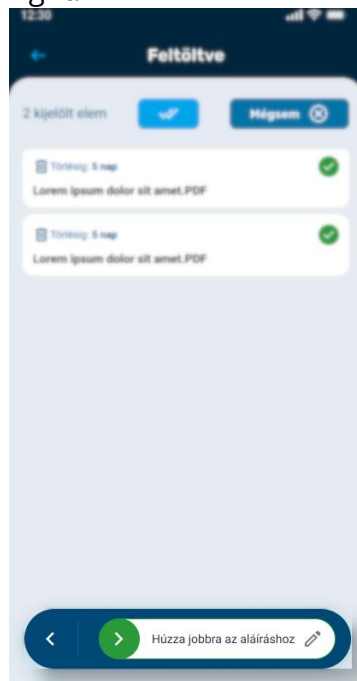 12:30
Feltöltve
2 kijelölt elem
Mégsem
Törlésig: 5 nap
Lorem ipsum dolor sit amet.PDF
Törlésig: 5 nap
Lorem ipsum dolor sit amet.PDF
Húzza jobbra az aláíráshoz